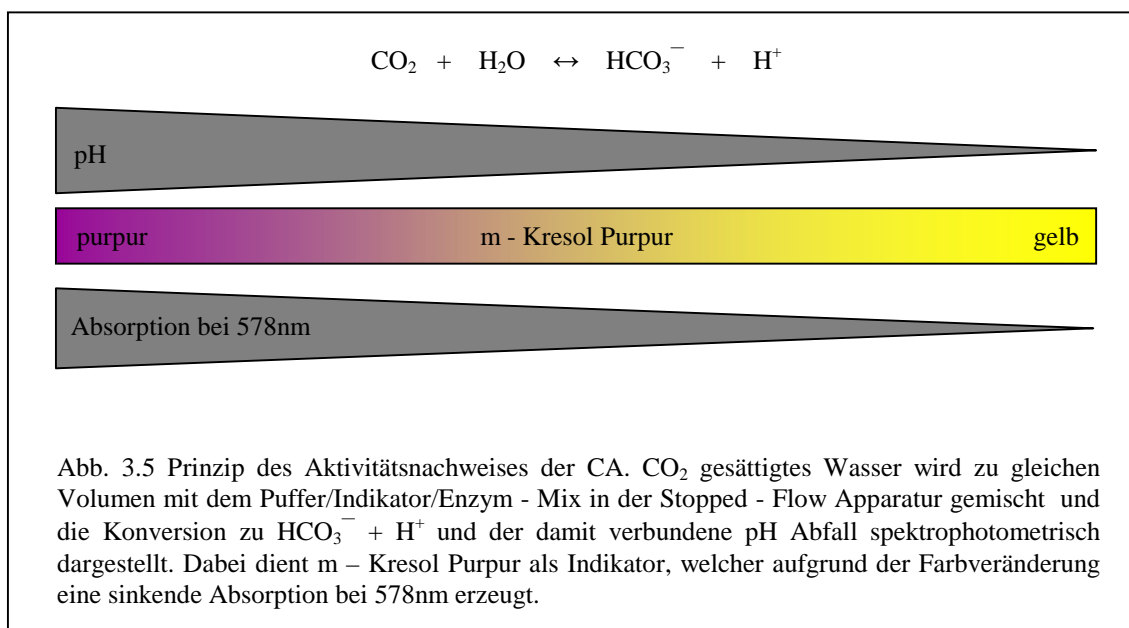 CO₂ + H₂O ↔ HCO₃⁻ + H⁺
pH
purpur m - Kresol Purpur gelb
Absorption bei 578nm
Abb. 3.5 Prinzip des Aktivitätsnachweises der CA. CO₂ gesättigtes Wasser wird zu gleichen
Volumen mit dem Puffer/Indikator/Enzym - Mix in der Stopped - Flow Apparatur gemischt und
die Konversion zu HCO₃⁻ + H⁺ und der damit verbundene pH Abfall spektrophotometrisch
dargestellt. Dabei dient m – Kresol Purpur als Indikator, welcher aufgrund der Farbveränderung
eine sinkende Absorption bei 578nm erzeugt.